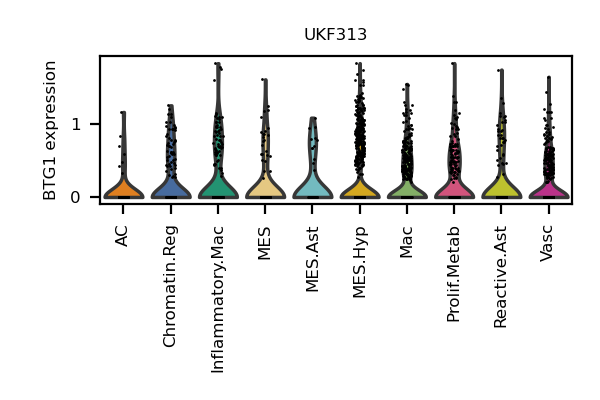 UKF313
BTG1 expression
1
0
AC
Chromatin.Reg
Inflammatory.Mac
MES
MES.Ast
MES.Hyp
Mac
Prolif.Metab
Reactive.Ast
Vasc